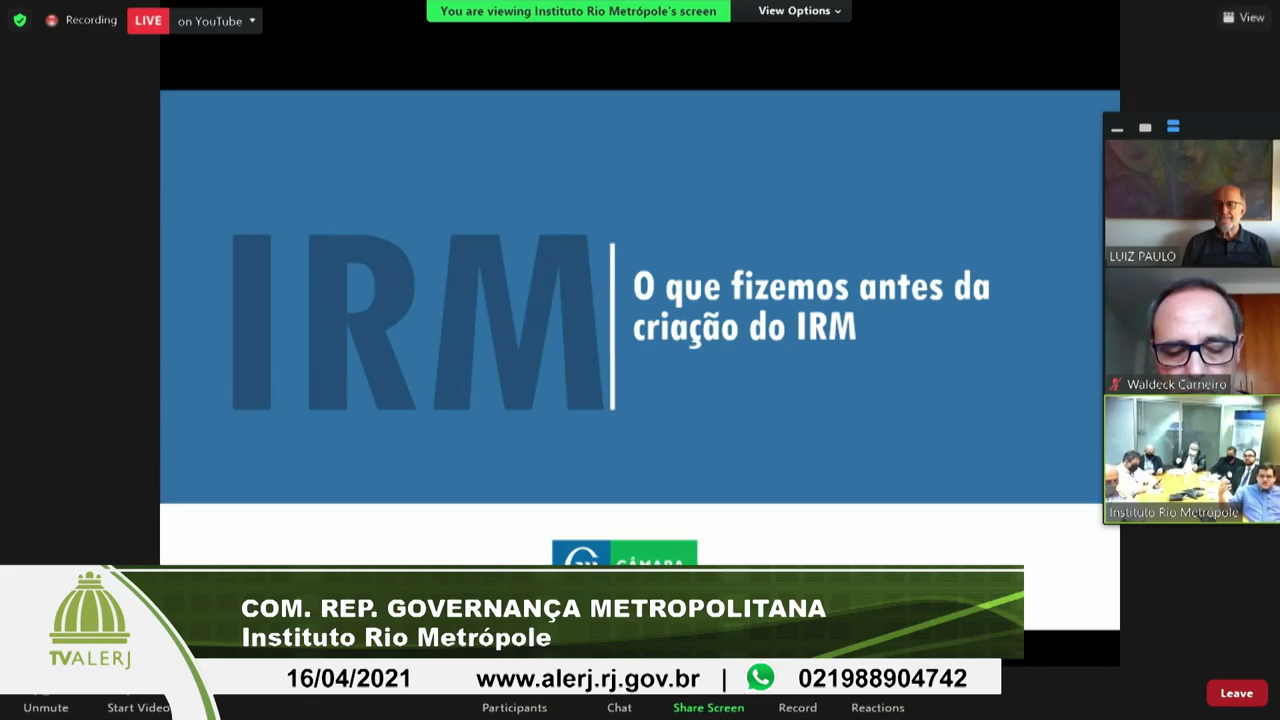 Recording
LIVE on YouTube
You are viewing Instituto Rio Metrópole's screen
View Options
View
IRM
O que fizemos antes da
criação do IRM
LUIZ PAULO
Waldeck Carneiro
Instituto Rio Metrópole
CÂMARA
COM. REP. GOVERNANÇA METROPOLITANA
Instituto Rio Metrópole
TVALERJ
16/04/2021 www.alerj.rj.gov.br | 021988904742
Unmute Start Video Participants Chat Share Screen Record Reactions
Leave